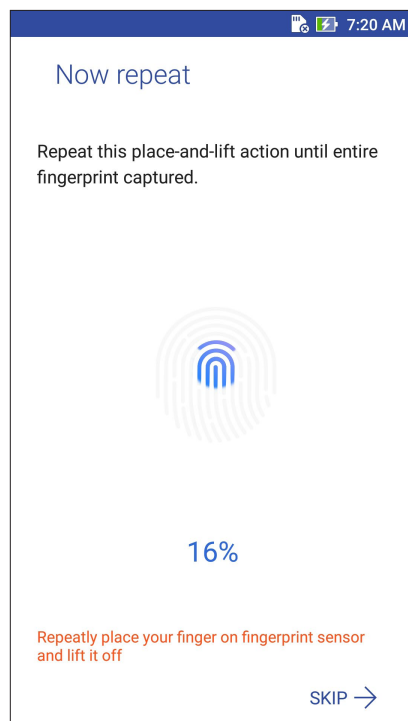 7:20 AM
Now repeat
Repeat this place-and-lift action until entire
fingerprint captured.
16%
Repeatly place your finger on fingerprint sensor
and lift it off
SKIP